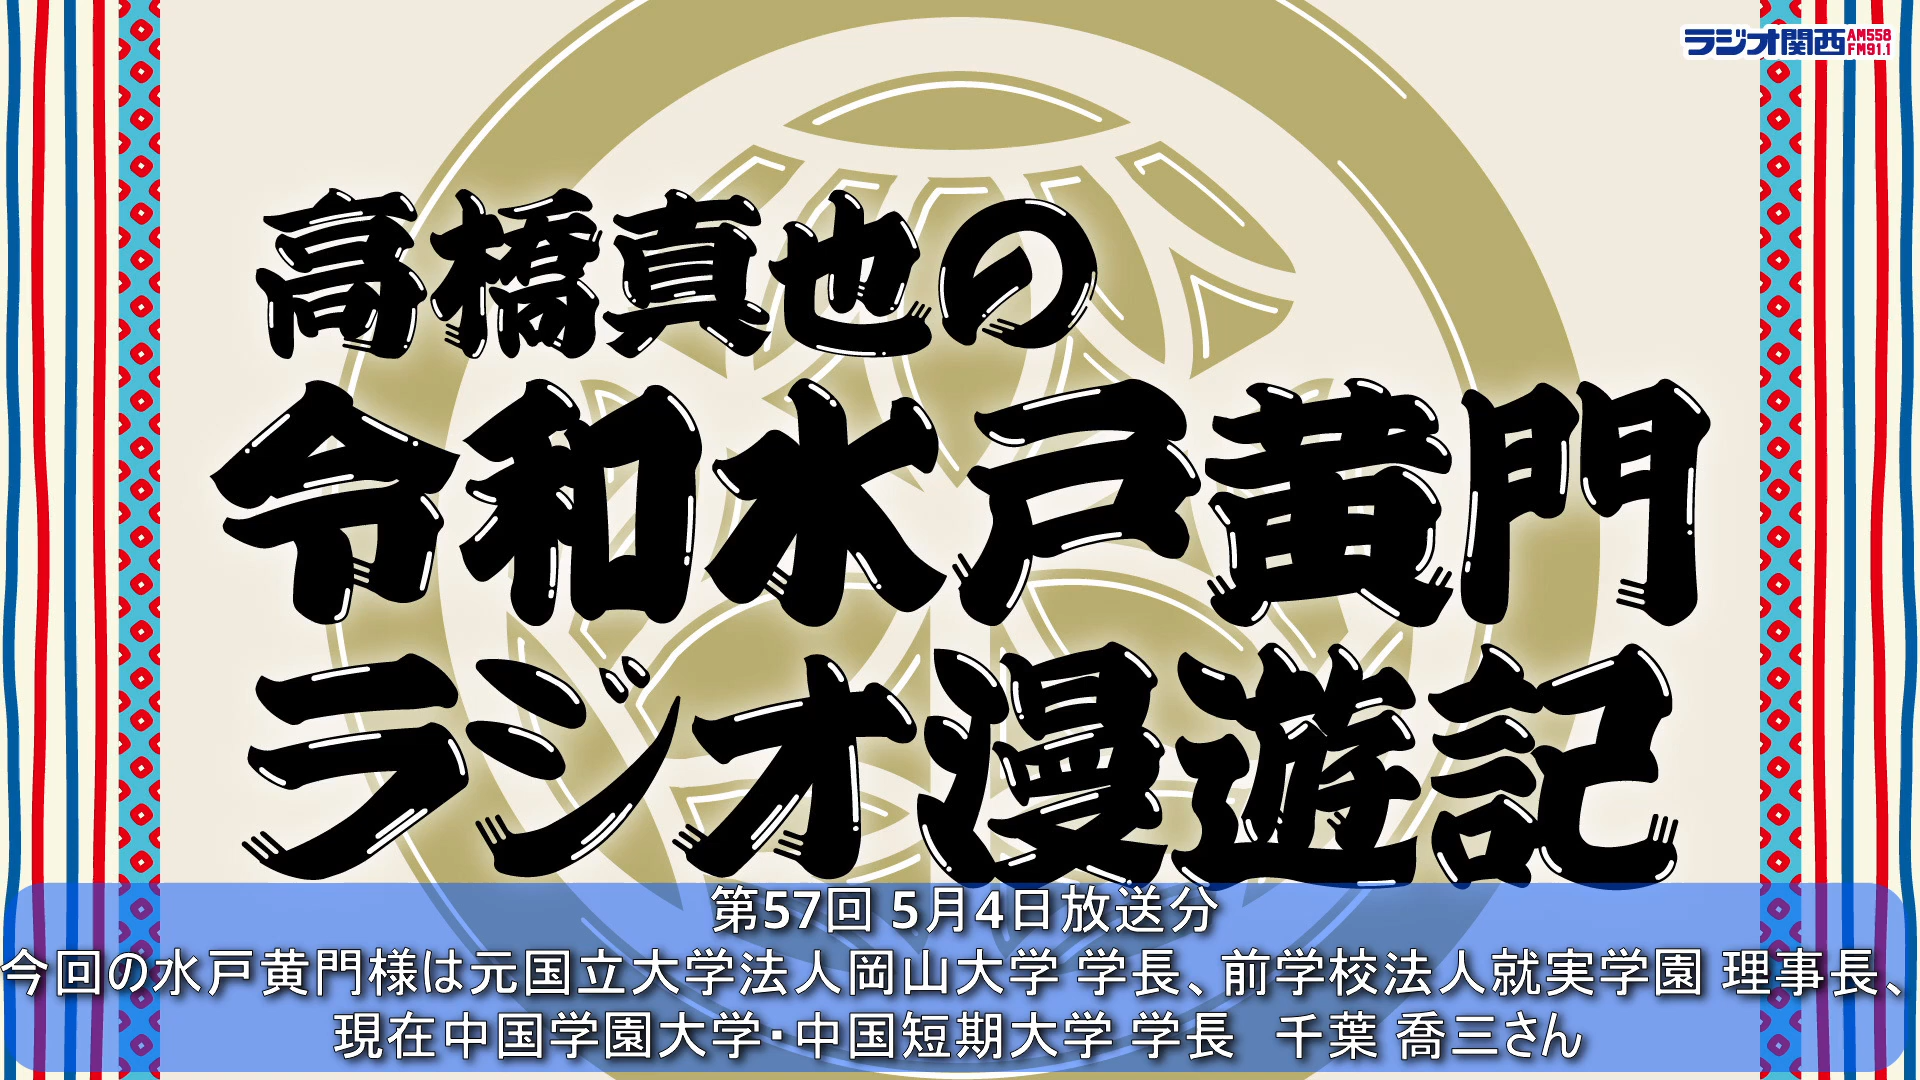 ラジオ関西 AM558 FM91.1
高橋真也の
令和水戸黄門
ラジオ漫遊記
第57回 5月4日放送分
今回の水戸黄門様は元国立大学法人岡山大学 学長、前学校法人就実学園 理事長、
現在中国学園大学・中国短期大学 学長　千葉 喬三さん